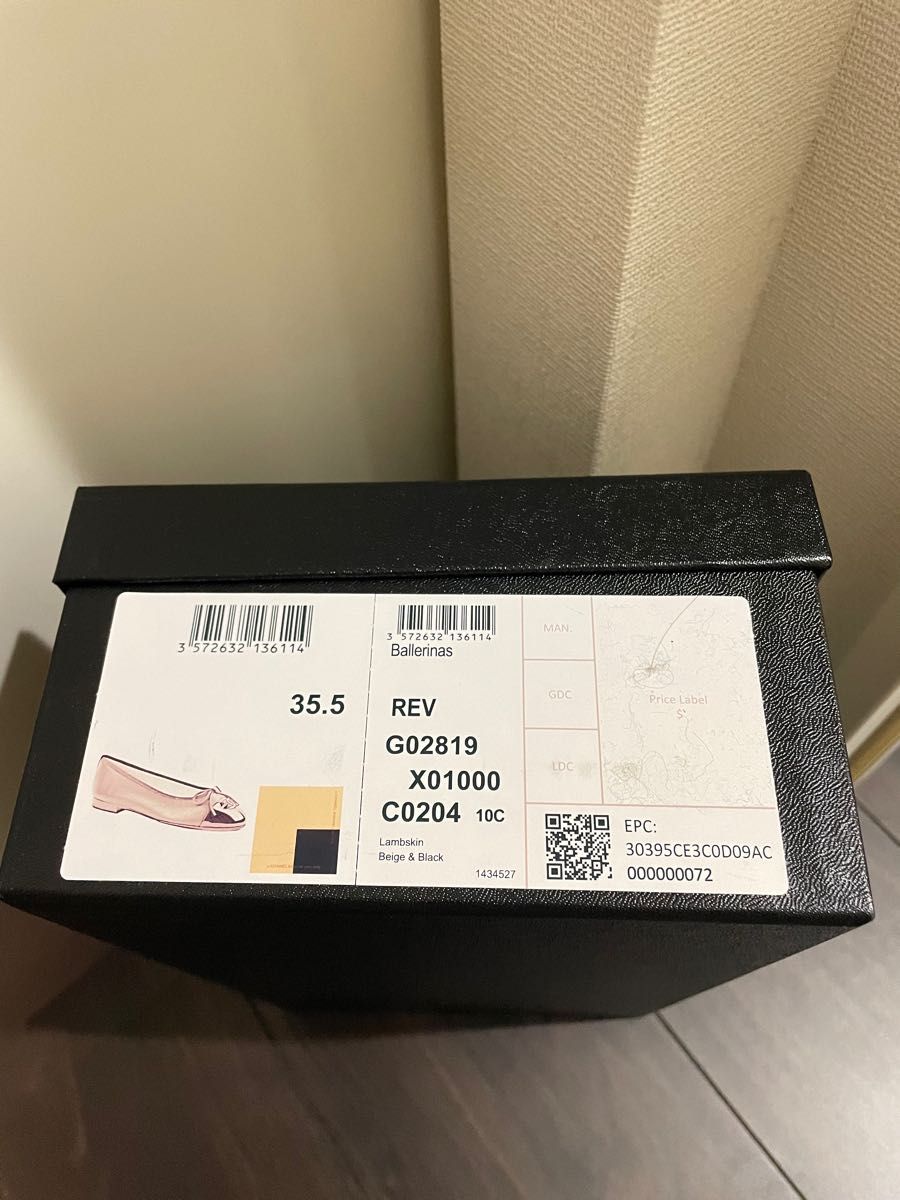 3 572632 136114
35.5
3 572632 136114
Ballerinas
REV
G02819
X01000
C0204 10C
Lambskin
Beige & Black
1434527
MAN.
GDC
LDC
Price Label
$
EPC:
30395CE3C0D09AC
000000072